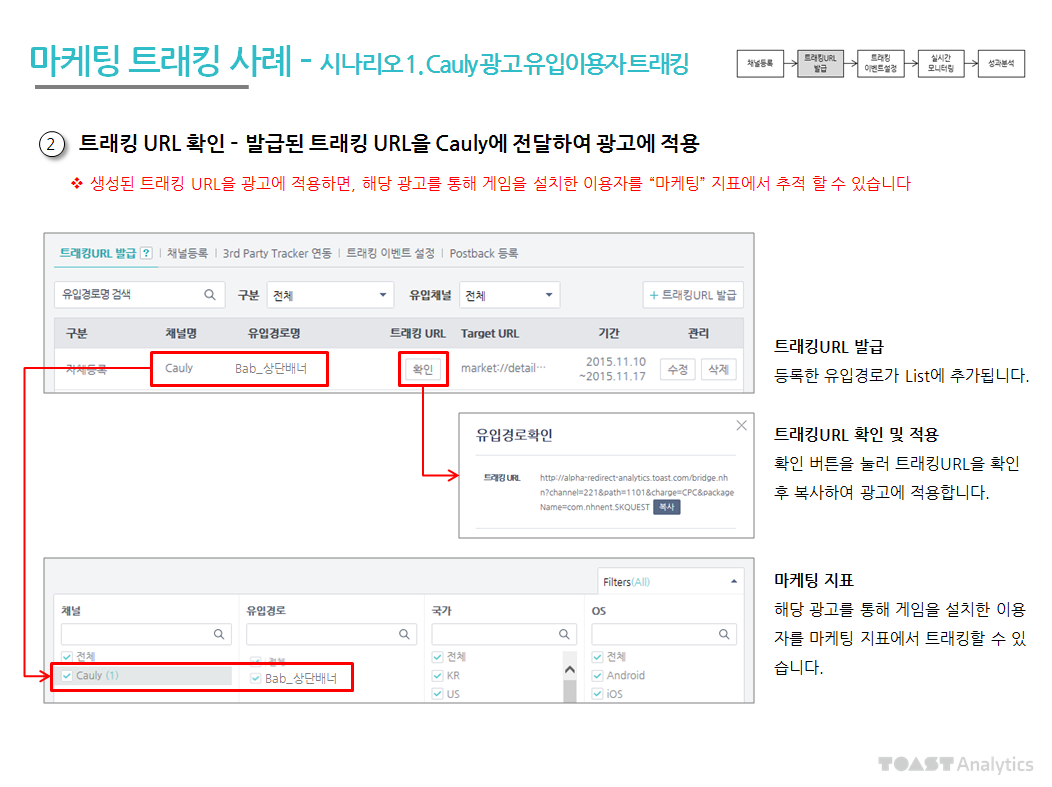 마케팅 트래킹 사례 - 시나리오 1. Cauly 광고 유입이용자 트래킹
채널등록
트래킹URL
발급
트래킹
이벤트설정
실시간
모니터링
성과분석
2 트래킹 URL 확인 - 발급된 트래킹 URL을 Cauly에 전달하여 광고에 적용
❖ 생성된 트래킹 URL을 광고에 적용하면, 해당 광고를 통해 게임을 설치한 이용자를 “마케팅” 지표에서 추적 할 수 있습니다
트래킹URL 발급 ? | 채널등록 | 3rd Party Tracker 연동 | 트래킹 이벤트 설정 | Postback 등록
유입경로명 검색 구분 전체 유입채널 전체 + 트래킹URL 발급
구분 채널명 유입경로명 트래킹 URL Target URL 기간 관리
자체등록 Cauly Bab_상단배너 확인 market://detail··· 2015.11.10 수정 삭제
~2015.11.17
트래킹URL 발급
등록한 유입경로가 List에 추가됩니다.
유입경로확인
트래킹 URL
http://alpha-redirect-analytics.toast.com/bridge.nh
n?channel=221&path=1101&charge=CPC&package
Name=com.nhnent.SKQUEST 복사
트래킹URL 확인 및 적용
확인 버튼을 눌러 트래킹URL을 확인
후 복사하여 광고에 적용합니다.
Filters(All)
채널 유입경로 국가 OS
전체 전체 전체 전체
Cauly (1) Bab_상단배너 KR Android
US iOS
마케팅 지표
해당 광고를 통해 게임을 설치한 이용
자를 마케팅 지표에서 트래킹할 수 있
습니다.
TOAST Analytics